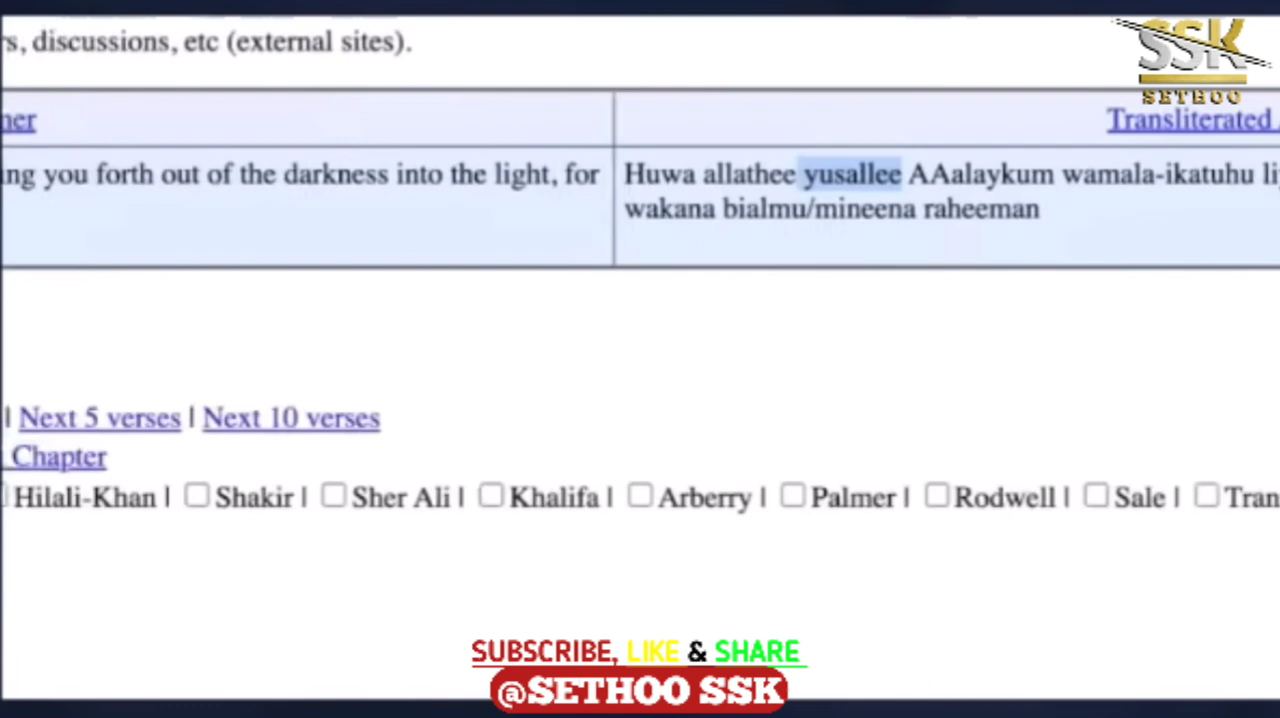 s, discussions, etc (external sites).
SSK
SETHOO
ner
Transliterated
ing you forth out of the darkness into the light, for
Huwa allathee yusallee AAalaykum wamala-ikatuhu li
wakana bialmu/mineena raheeman
| Next 5 verses | Next 10 verses
Chapter
Hilali-Khan | Shakir | Sher Ali | Khalifa | Arberry | Palmer | Rodwell | Sale | Tran
SUBSCRIBE, LIKE & SHARE
@SETHOO SSK